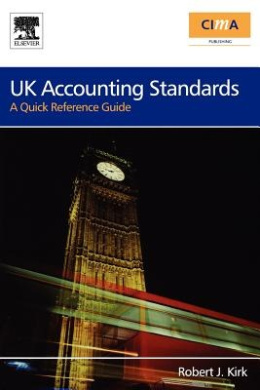 ELSEVIER
CIMA
PUBLISHING
UK Accounting Standards
A Quick Reference Guide
Robert J. Kirk